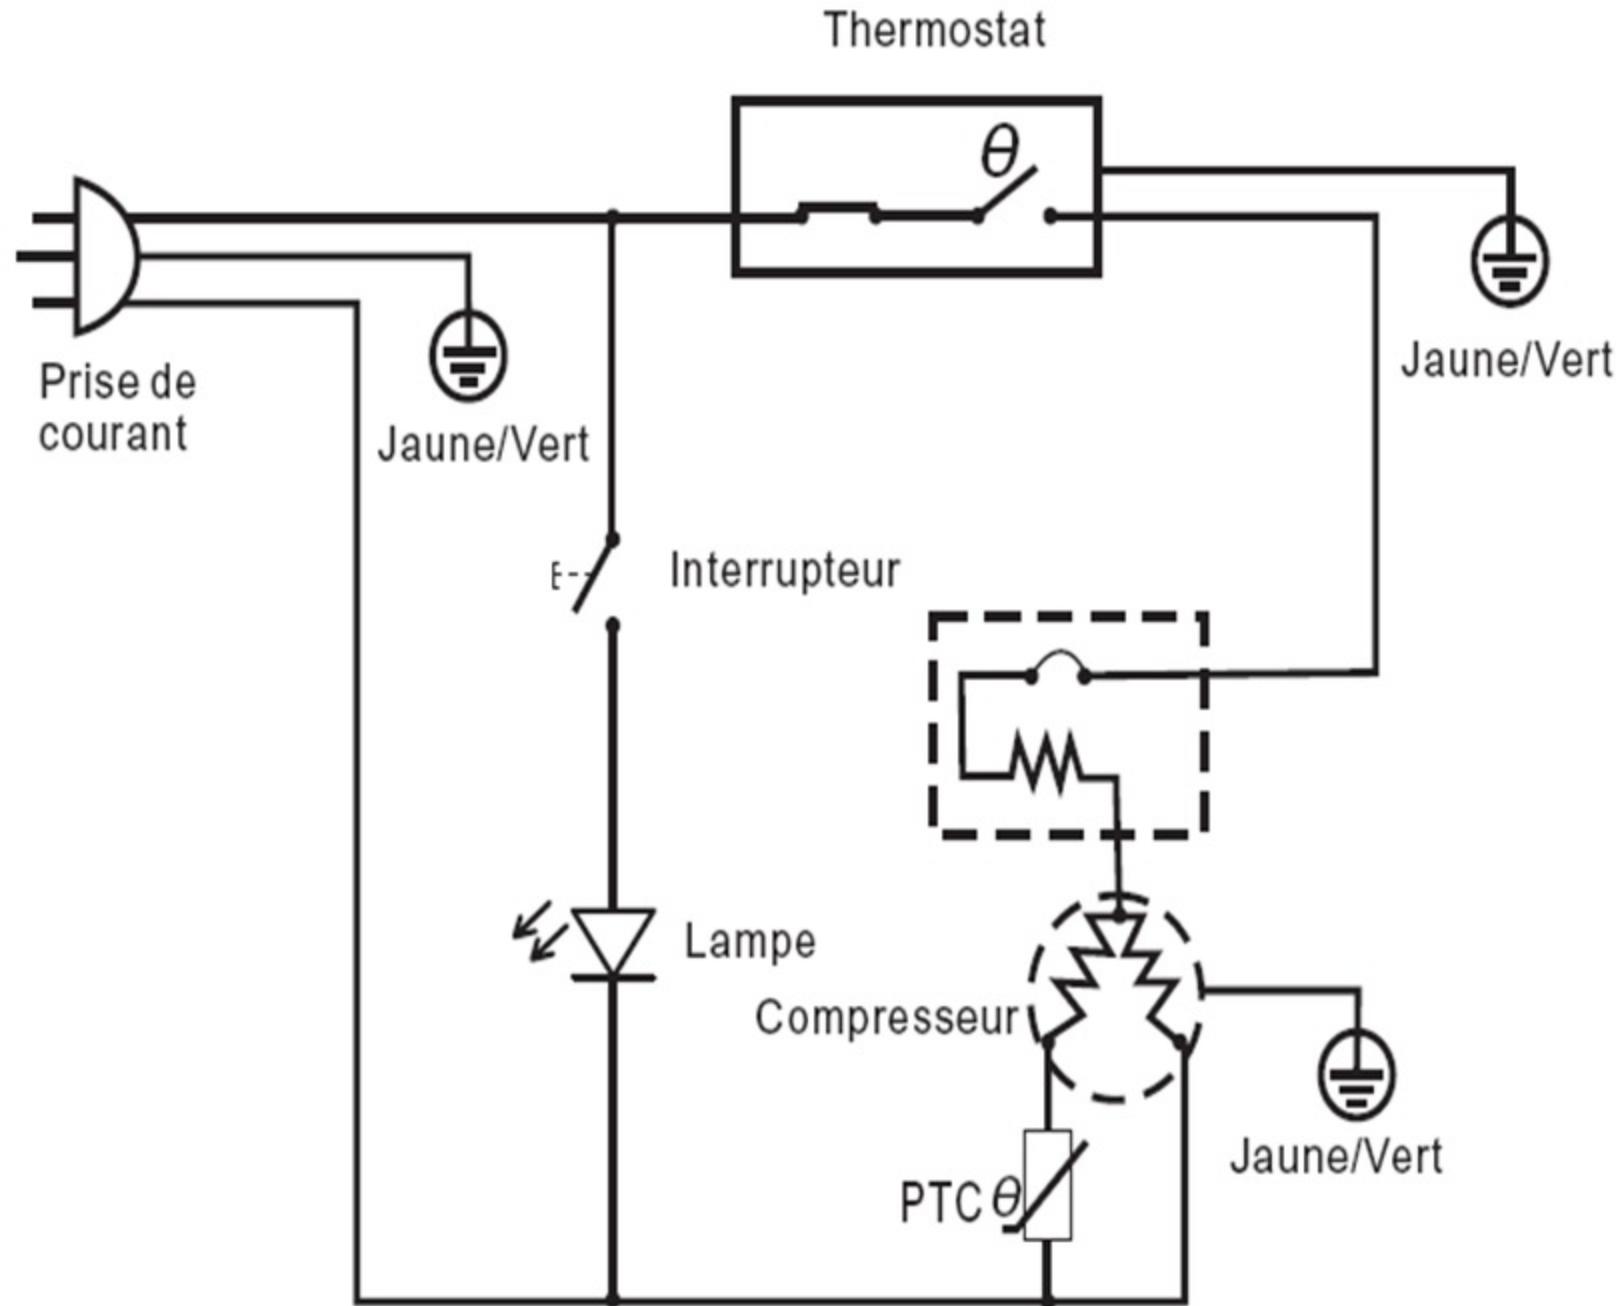 Thermostat
θ
Prise de
courant
Jaune/Vert
Jaune/Vert
Interrupteur
Lampe
Compresseur
Jaune/Vert
PTC θ